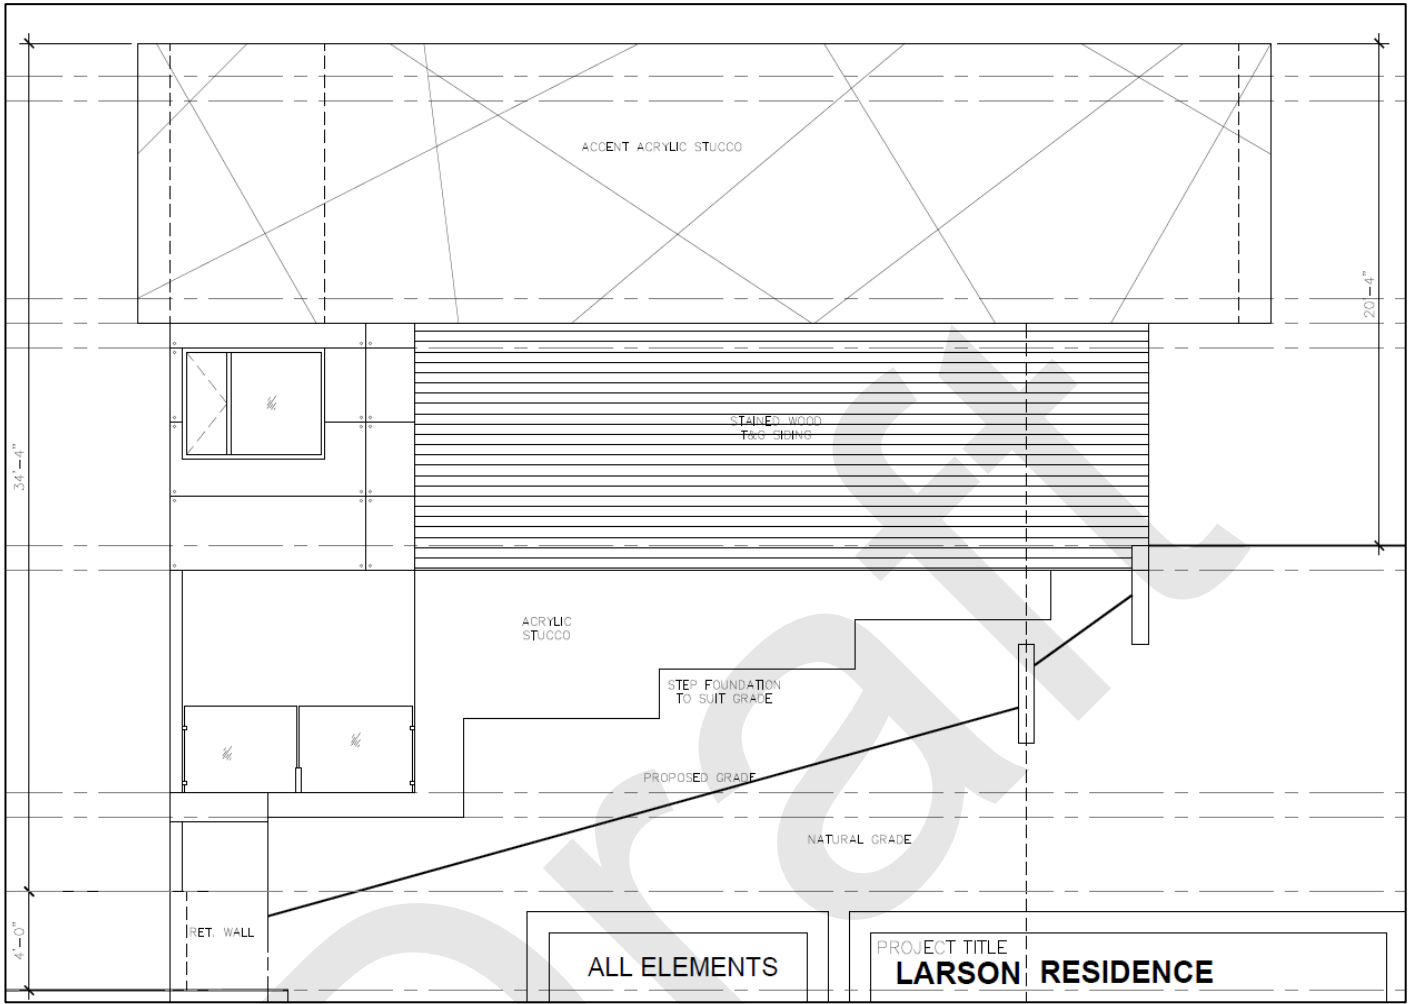 ACCENT ACRYLIC STUCCO
20'-4"
STAINED WOOD
T&G SIDING
34'-4"
ACRYLIC
STUCCO
STEP FOUNDATION
TO SUIT GRADE
PROPOSED GRADE
NATURAL GRADE
4'-0"
RET. WALL
ALL ELEMENTS
PROJECT TITLE
LARSON RESIDENCE
Draft